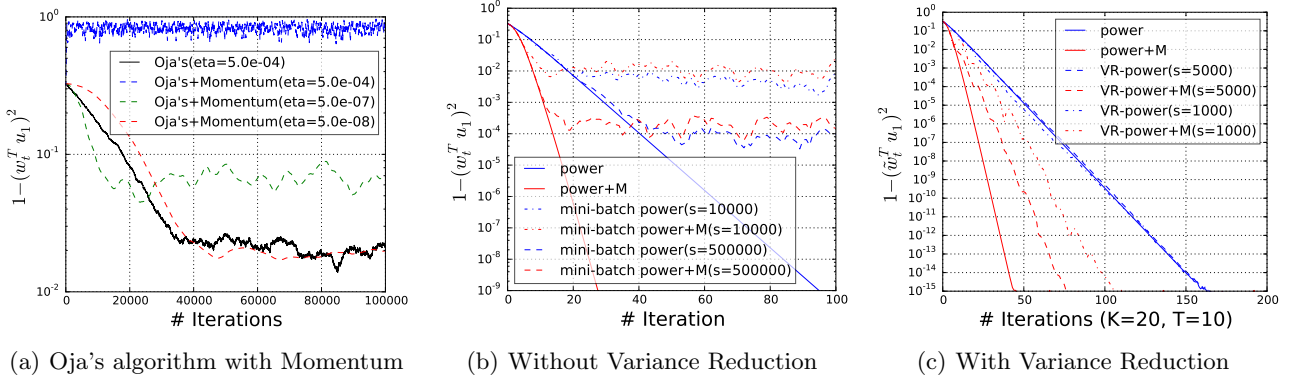 10^0
10^-1
10^-2
1−(w_t^T u_1)^2
Oja's(eta=5.0e-04)
Oja's+Momentum(eta=5.0e-04)
Oja's+Momentum(eta=5.0e-07)
Oja's+Momentum(eta=5.0e-08)
0 20000 40000 60000 80000 100000
# Iterations
(a) Oja's algorithm with Momentum
10^0
10^-1
10^-2
10^-3
10^-4
10^-5
10^-6
10^-7
10^-8
10^-9
1−(w_t^T u_1)^2
power
power+M
mini-batch power(s=10000)
mini-batch power+M(s=10000)
mini-batch power(s=500000)
mini-batch power+M(s=500000)
0 20 40 60 80 100
# Iteration
(b) Without Variance Reduction
10^0
10^-1
10^-2
10^-3
10^-4
10^-5
10^-6
10^-7
10^-8
10^-9
10^-10
10^-11
10^-12
10^-13
10^-14
10^-15
1−(w̃_t^T u_1)^2
power
power+M
VR-power(s=5000)
VR-power+M(s=5000)
VR-power(s=1000)
VR-power+M(s=1000)
0 50 100 150 200
# Iterations (K=20, T=10)
(c) With Variance Reduction